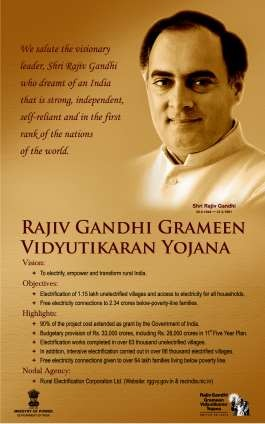 We salute the visionary
leader, Shri Rajiv Gandhi
who dreamt of an India
that is strong, independent,
self-reliant and in the first
rank of the nations
of the world.
Shri Rajiv Gandhi
RAJIV GANDHI GRAMEEN
VIDYUTIKARAN YOJANA
Vision:
To electrify, empower and transform rural India.
Objectives:
Electrification of 1.15 lakh unelectrified villages and access to electricity for all households.
Free electricity connections to 2.34 crores below-poverty-line families.
Highlights:
90% of the project cost extended as grant by the Government of India.
Budgetary provision of Rs. 33,000 crores, including Rs. 28,000 crores in 11th Five Year Plan.
Electrification works completed in over 63 thousand unelectrified villages.
In addition, intensive electrification carried out in over 86 thousand electrified villages.
Free electricity connections given to over 64 lakh families living below poverty line.
Nodal Agency:
Rural Electrification Corporation Ltd. (Website: rggvy.gov.in & recindia.nic.in)
MINISTRY OF POWER
GOVERNMENT OF INDIA
Rajiv Gandhi
Grameen
Vidyutikaran
Yojana